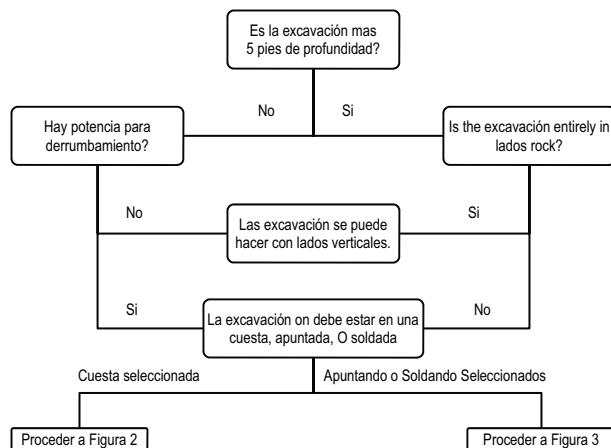 Es la excavación mas
5 pies de profundidad?
No
Si
Hay potencia para
derrumbamiento?
Is the excavación entirely in
lados rock?
No
Las excavación se puede
hacer con lados verticales.
Si
Si
La excavación on debe estar en una
cuesta, apuntada, O soldada
No
Cuesta seleccionada
Apuntando o Soldando Seleccionados
Proceder a Figura 2
Proceder a Figura 3